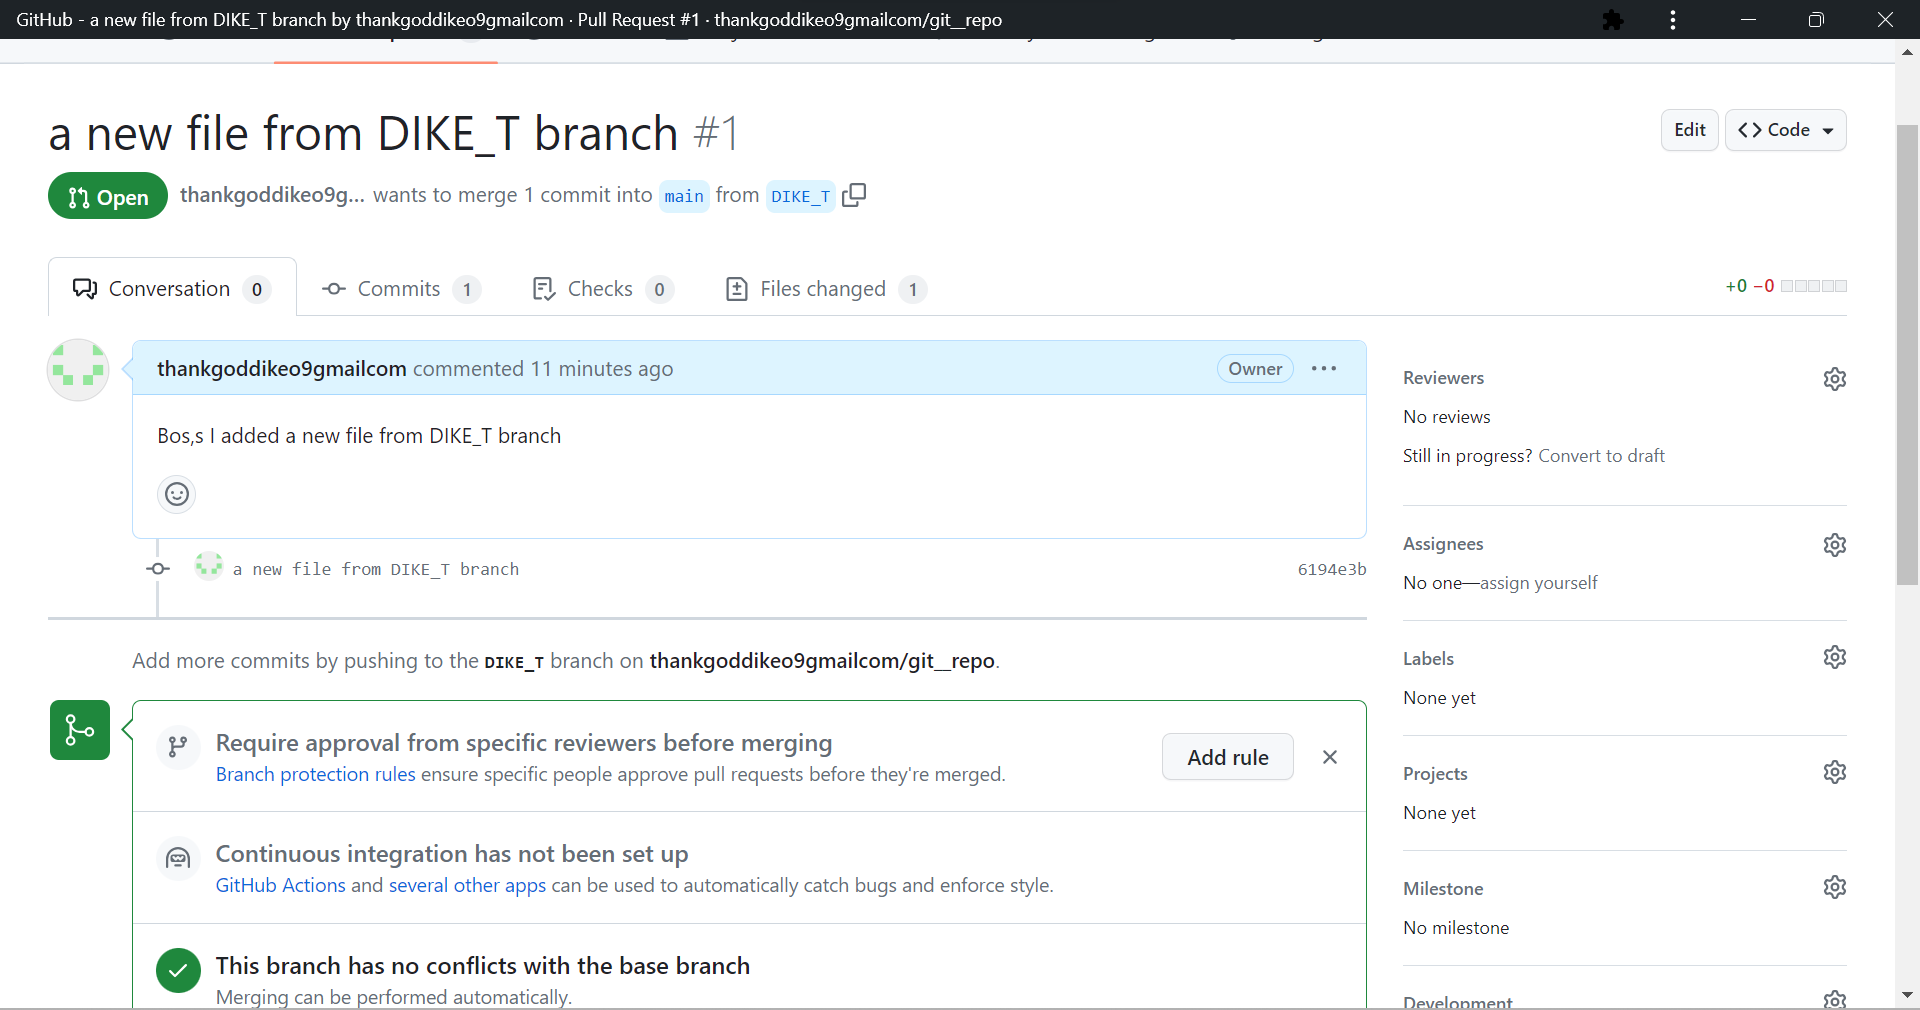 GitHub - a new file from DIKE_T branch by thankgoddikeo9gmailcom · Pull Request #1 · thankgoddikeo9gmailcom/git__repo
a new file from DIKE_T branch #1
Edit
Code
Open
thankgoddikeo9g... wants to merge 1 commit into main from DIKE_T
Conversation 0
Commits 1
Checks 0
Files changed 1
+0 −0
thankgoddikeo9gmailcom commented 11 minutes ago
Owner
Bos,s I added a new file from DIKE_T branch
a new file from DIKE_T branch
6194e3b
Add more commits by pushing to the DIKE_T branch on thankgoddikeo9gmailcom/git__repo.
Require approval from specific reviewers before merging
Branch protection rules ensure specific people approve pull requests before they're merged.
Add rule
Continuous integration has not been set up
GitHub Actions and several other apps can be used to automatically catch bugs and enforce style.
This branch has no conflicts with the base branch
Merging can be performed automatically.
Reviewers
No reviews
Still in progress? Convert to draft
Assignees
No one—assign yourself
Labels
None yet
Projects
None yet
Milestone
No milestone
Development